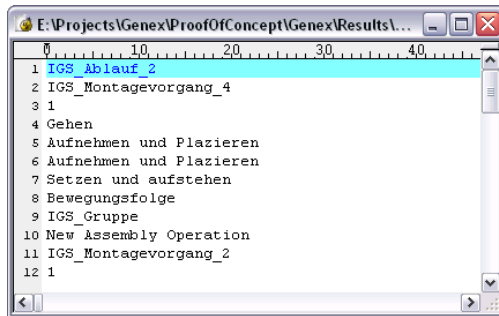 E:\Projects\Genex\ProofOfConcept\Genex\Results\...
0 10 20 30 40
1 IGS_Ablauf_2
2 IGS_Montagevorgang_4
3 1
4 Gehen
5 Aufnehmen und Plazieren
6 Aufnehmen und Plazieren
7 Setzen und aufstehen
8 Bewegungsfolge
9 IGS_Gruppe
10 New Assembly Operation
11 IGS_Montagevorgang_2
12 1